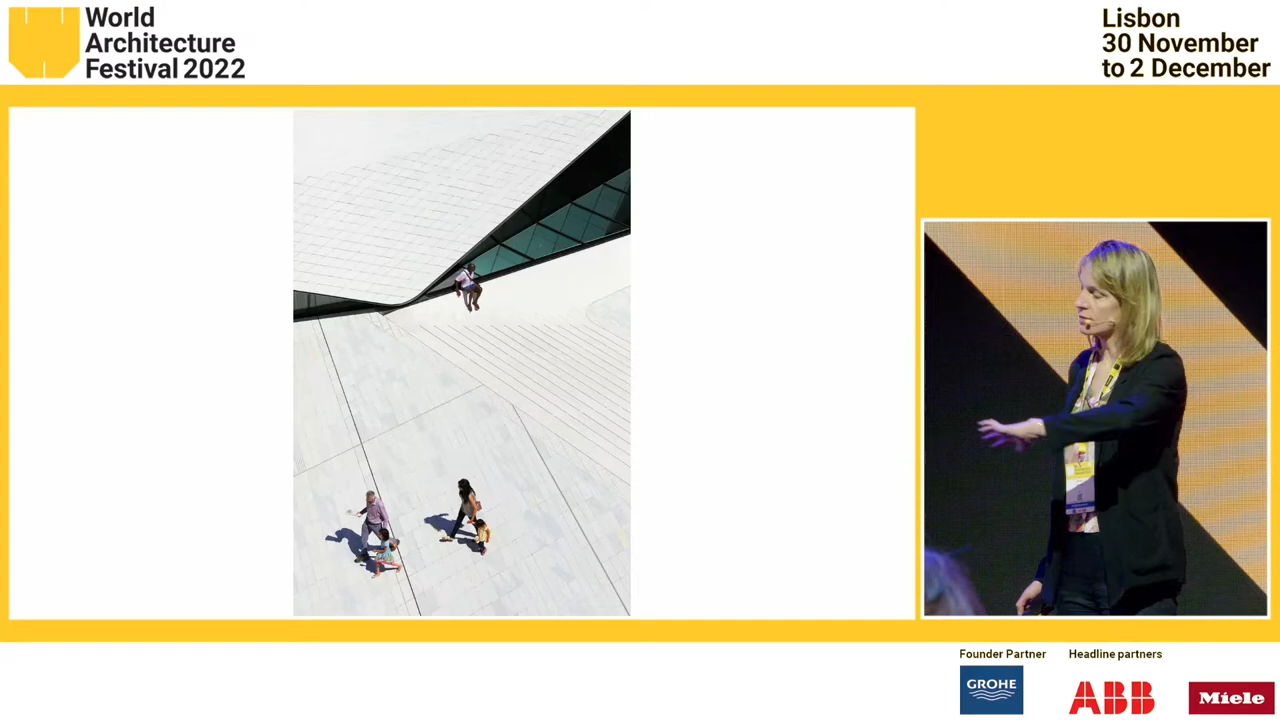 World
Architecture
Festival 2022
Lisbon
30 November
to 2 December
Founder Partner
Headline partners
GROHE
ABB
Miele